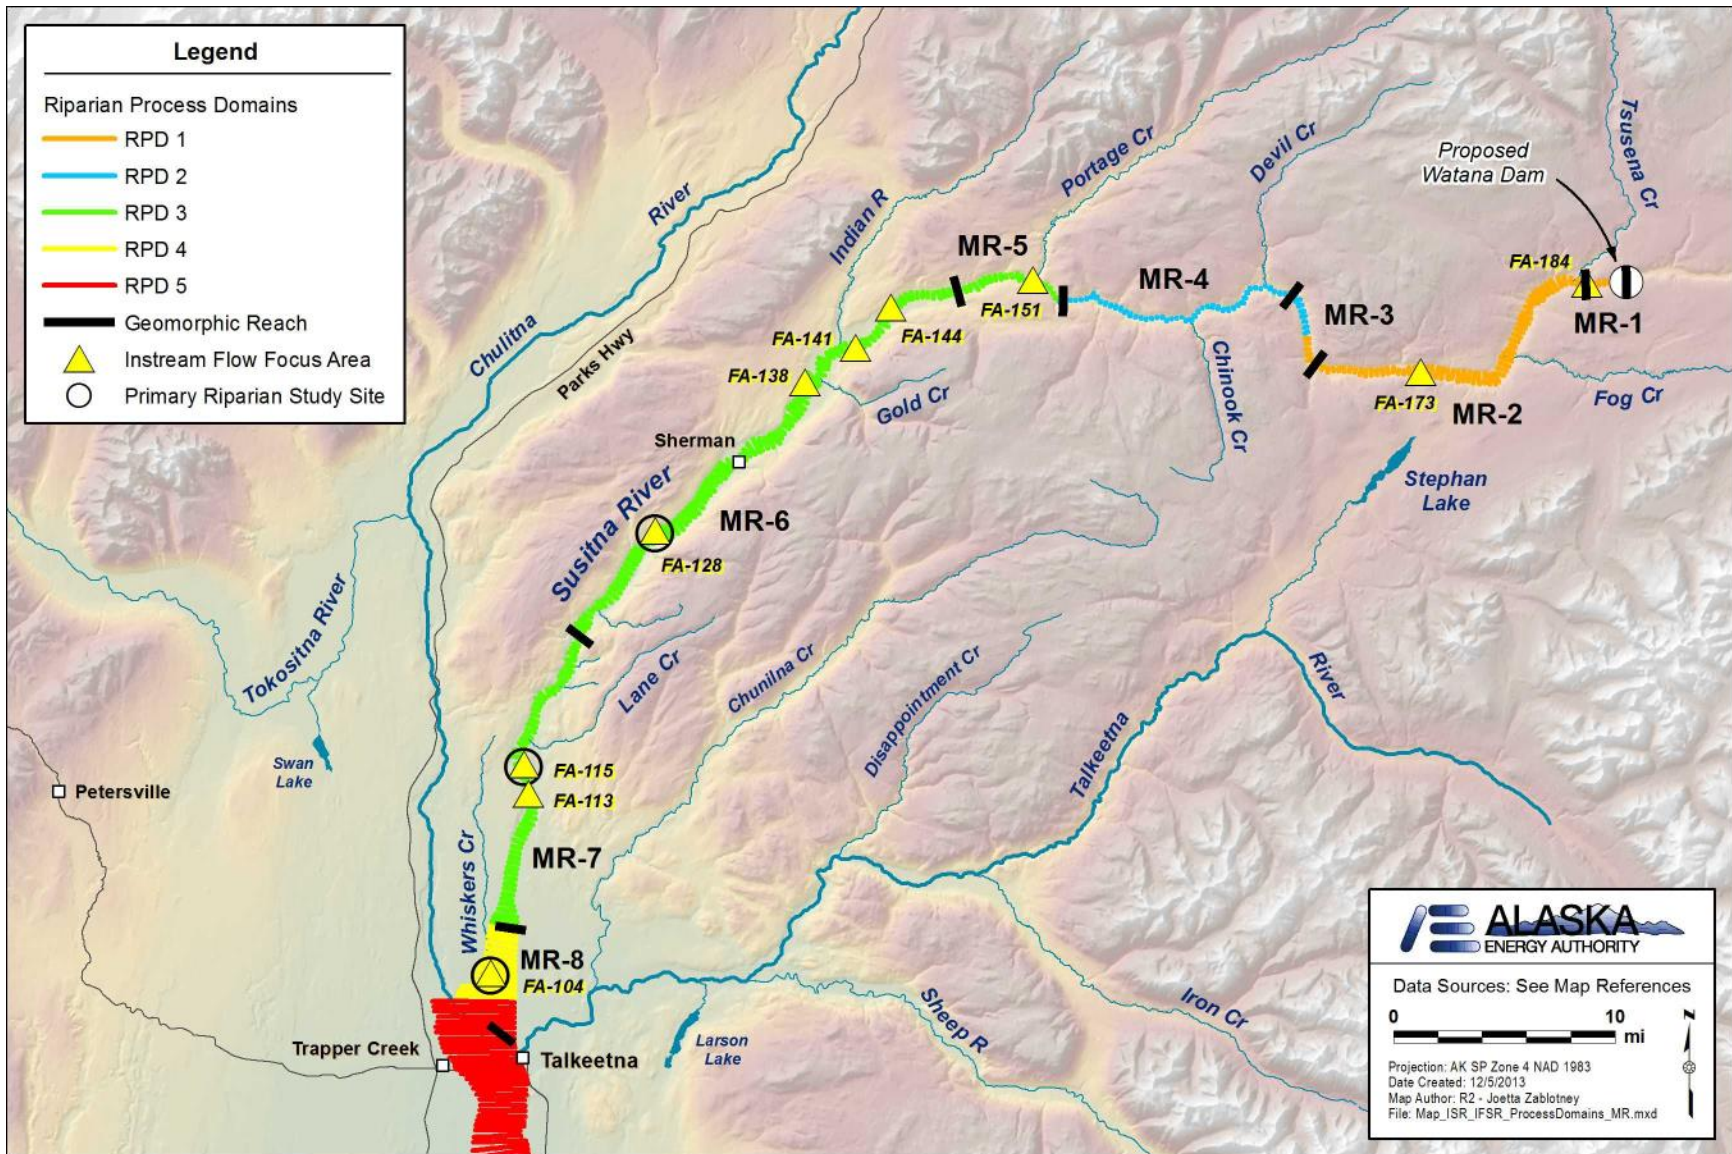 Legend
Riparian Process Domains
RPD 1
RPD 2
RPD 3
RPD 4
RPD 5
Geomorphic Reach
Instream Flow Focus Area
Primary Riparian Study Site
River
Chulitna
Parks Hwy
Indian R
Portage Cr
Devil Cr
Tsusena Cr
Proposed
Watana Dam
MR-5
MR-4
MR-3
FA-184
MR-1
FA-151
FA-144
FA-141
FA-138
Gold Cr
Chinook Cr
FA-173
MR-2
Fog Cr
Sherman
Stephan
Lake
Susitna River
MR-6
FA-128
Tokositna River
Lane Cr
Chunilna Cr
Disappointment Cr
River
Talkeetna
Swan
Lake
Petersville
FA-115
FA-113
Whiskers Cr
MR-7
MR-8
FA-104
Sheep R
Iron Cr
Larson
Lake
Trapper Creek
Talkeetna
AE ALASKA
ENERGY AUTHORITY
Data Sources: See Map References
0 10
mi
N
Projection: AK SP Zone 4 NAD 1983
Date Created: 12/5/2013
Map Author: R2 - Joetta Zablotney
File: Map_ISR_IFSR_ProcessDomains_MR.mxd